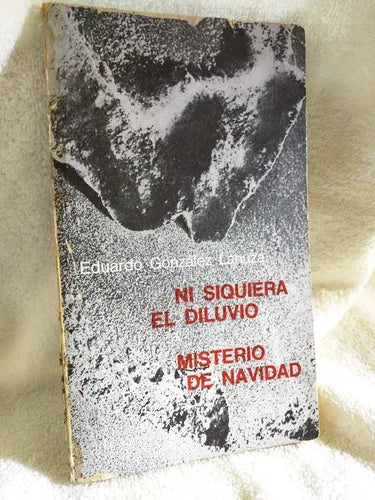 Eduardo González Lanuza
NI SIQUIERA
EL DILUVIO
MISTERIO
DE NAVIDAD